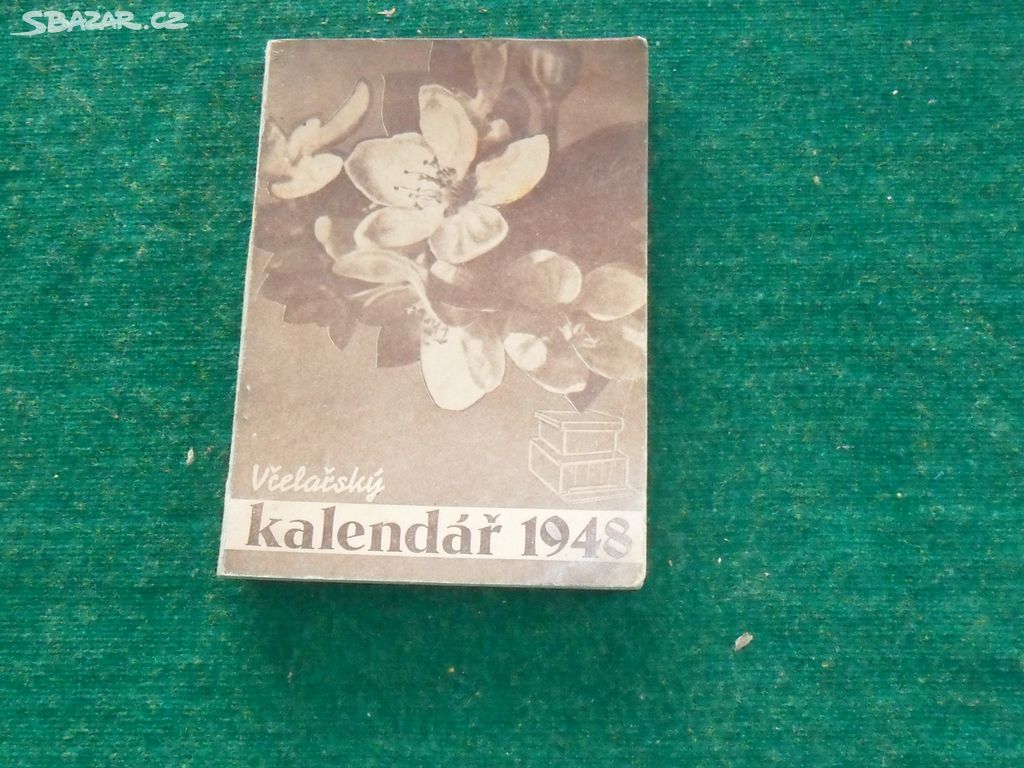 SBAZAR.CZ
Včelařský
kalendář 1948